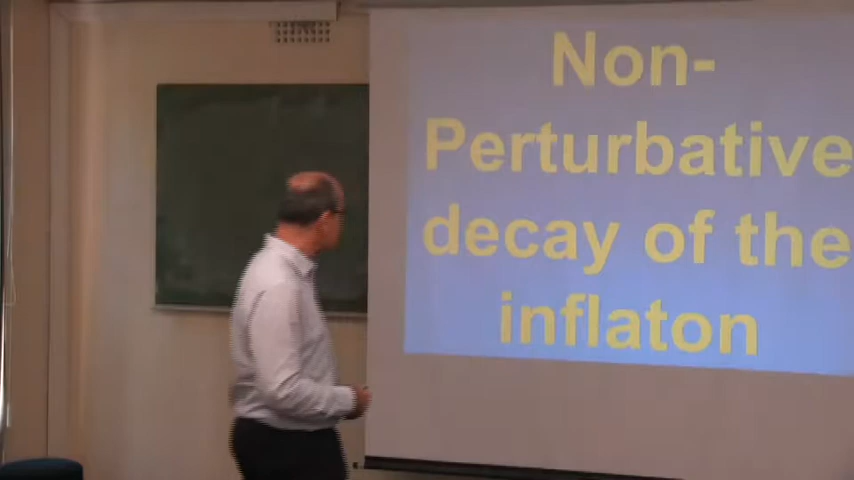 Non-
Perturbative
decay of the
inflaton